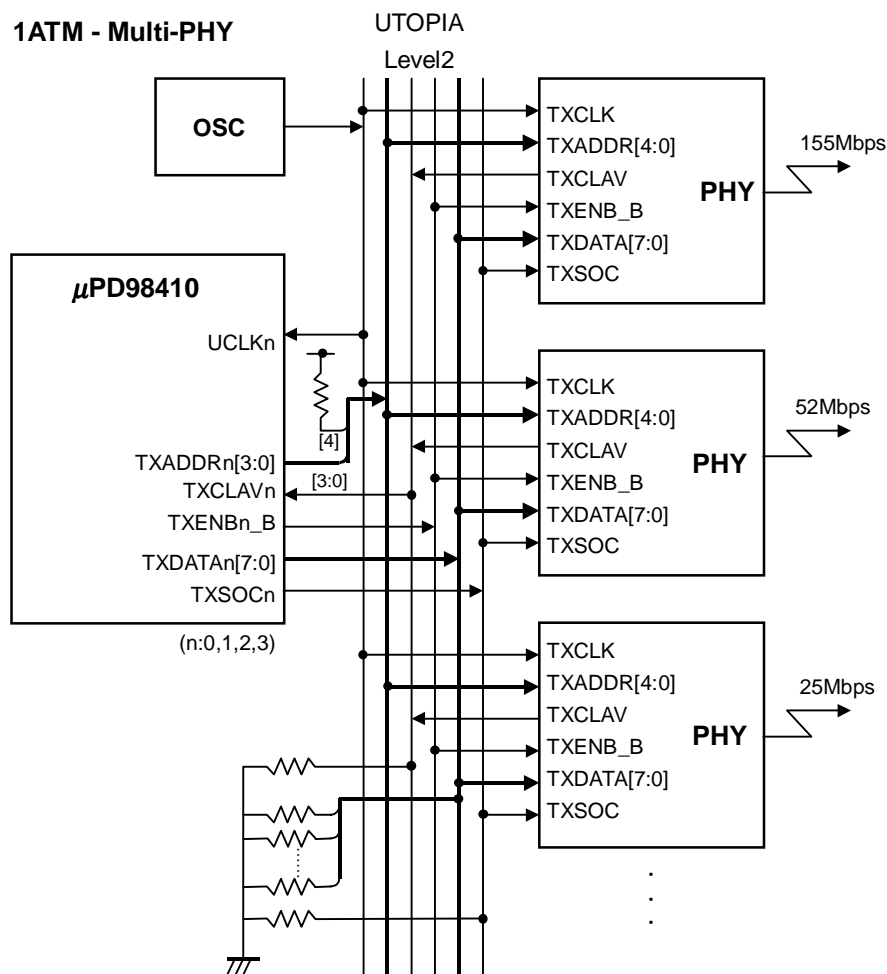 1ATM - Multi-PHY
UTOPIA
Level2
OSC
TXCLK
TXADDR[4:0]
TXCLAV
TXENB_B
TXDATA[7:0]
TXSOC
PHY
155Mbps
μPD98410
UCLKn
[4]
TXADDRn[3:0]
[3:0]
TXCLAVn
TXENBn_B
TXDATAn[7:0]
TXSOCn
(n:0,1,2,3)
TXCLK
TXADDR[4:0]
TXCLAV
TXENB_B
TXDATA[7:0]
TXSOC
PHY
52Mbps
TXCLK
TXADDR[4:0]
TXCLAV
TXENB_B
TXDATA[7:0]
TXSOC
PHY
25Mbps